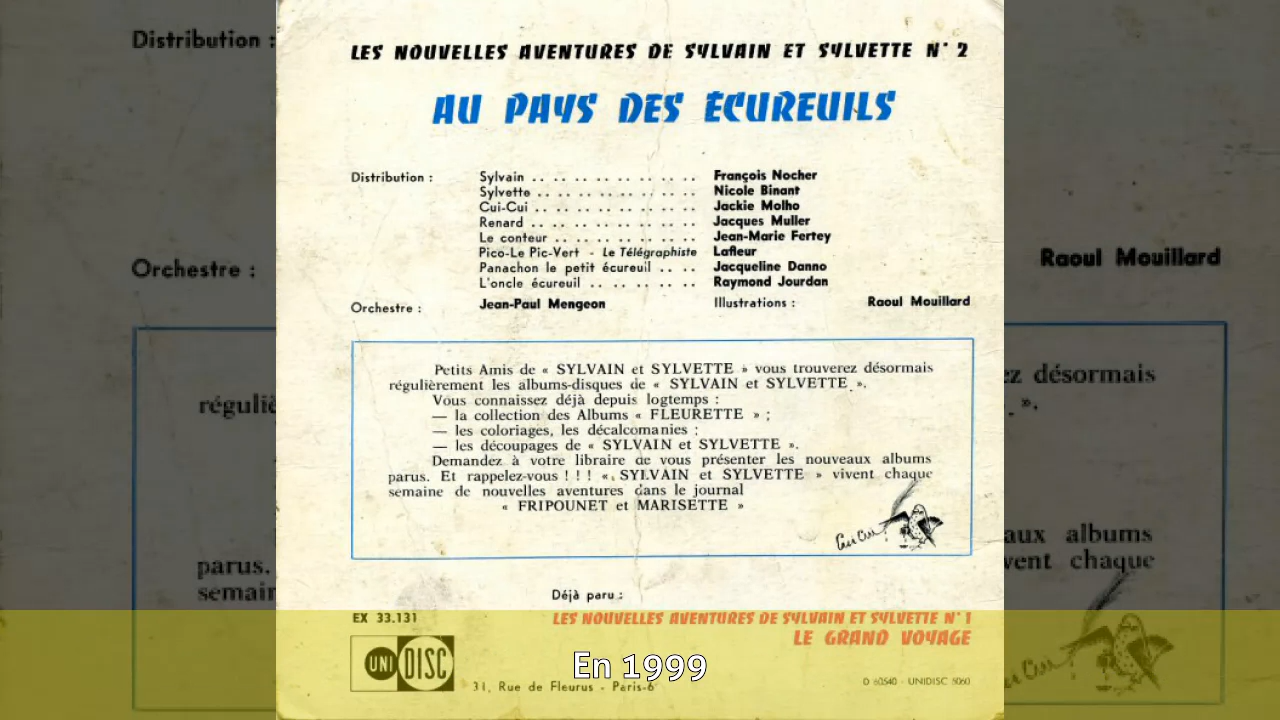 LES NOUVELLES AVENTURES DE SYLVAIN ET SYLVETTE N° 2
AU PAYS DES ÉCUREUILS
Distribution :
Sylvain .. .. .. .. .. .. .. .. François Nocher
Sylvette .. .. .. .. .. .. .. .. Nicole Binant
Cui-Cui .. .. .. .. .. .. .. .. Jackie Molho
Renard .. .. .. .. .. .. .. .. Jacques Muller
Le conteur .. .. .. .. .. .. .. Jean-Marie Fertey
Pico-Le Pic-Vert - Le Télégraphiste Lafleur
Panachon le petit écureuil .. .. Jacqueline Danno
L'oncle écureuil .. .. .. .. .. Raymond Jourdan
Orchestre : Jean-Paul Mengeon Illustrations : Raoul Mouillard
Petits Amis de « SYLVAIN et SYLVETTE » vous trouverez désormais
régulièrement les albums-disques de « SYLVAIN et SYLVETTE ».
Vous connaissez déjà depuis logtemps :
— la collection des Albums « FLEURETTE » ;
— les coloriages, les décalcomanies ;
— les découpages de « SYLVAIN et SYLVETTE ».
Demandez à votre libraire de vous présenter les nouveaux albums
parus. Et rappelez-vous ! ! ! « SYLVAIN et SYLVETTE » vivent chaque
semaine de nouvelles aventures dans le journal
« FRIPOUNET et MARISETTE »
Cui Cui
Déjà paru :
EX 33.131
LES NOUVELLES AVENTURES DE SYLVAIN ET SYLVETTE N° 1
LE GRAND VOYAGE
UNI DISC
31, Rue de Fleurus - Paris-6
D 60540 - UNIDISC 5060
En 1999
Distribution :
Orchestre :
Raoul Mouillard
désormais
parus.
aux albums
vent chaque